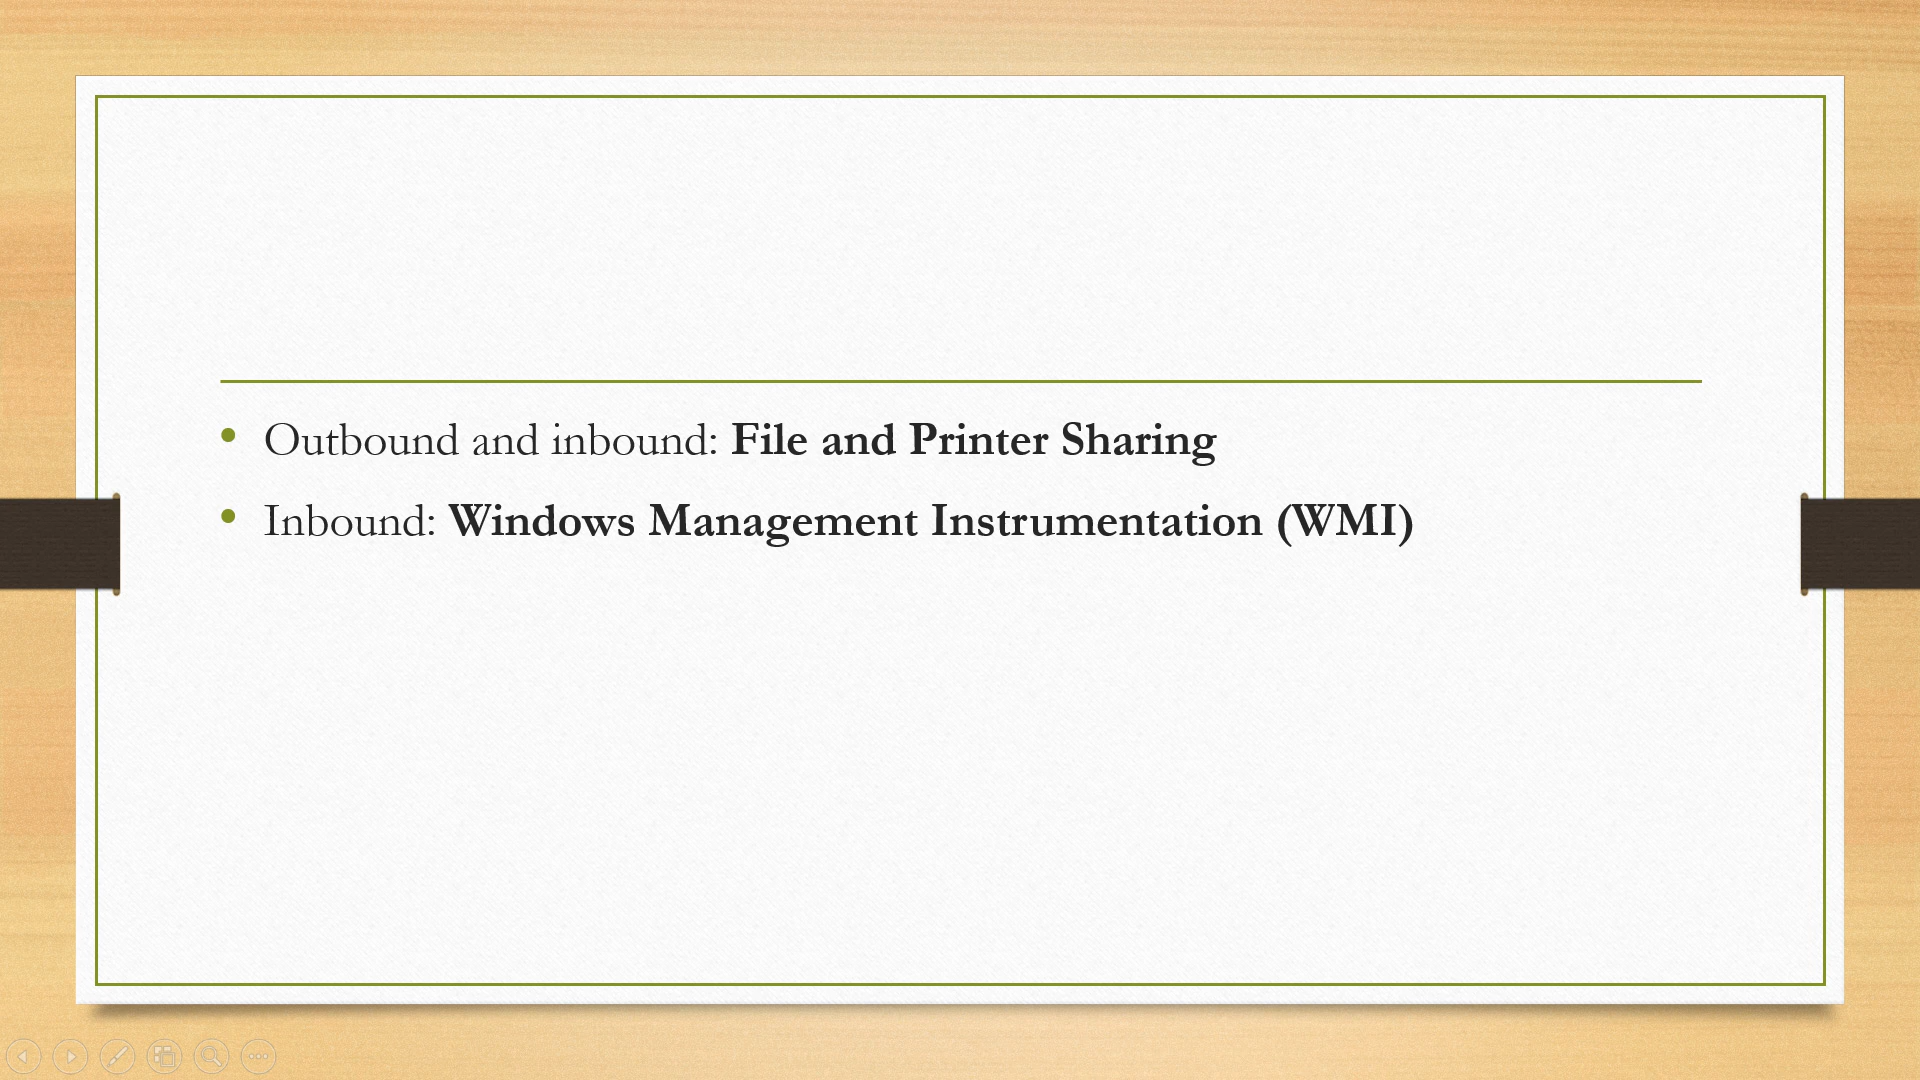 • Outbound and inbound: File and Printer Sharing
• Inbound: Windows Management Instrumentation (WMI)